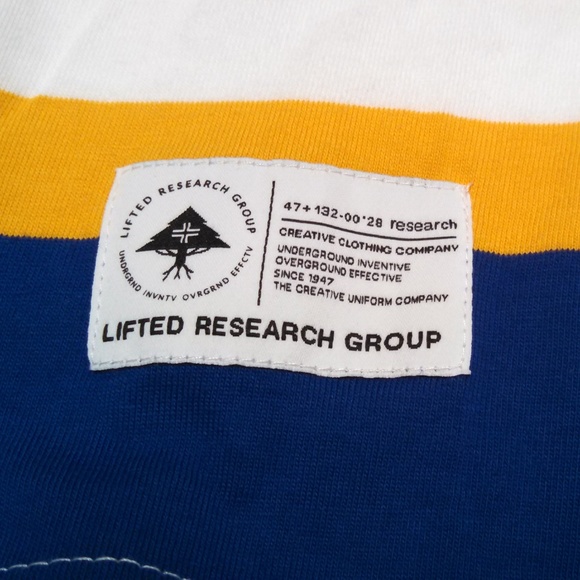 LIFTED RESEARCH GROUP
UNDRGRND INVNTV OVRGRND EFFCTV
47+132-00'28 research
CREATIVE CLOTHING COMPANY
UNDERGROUND INVENTIVE
OVERGROUND EFFECTIVE
SINCE 1947
THE CREATIVE UNIFORM COMPANY
LIFTED RESEARCH GROUP